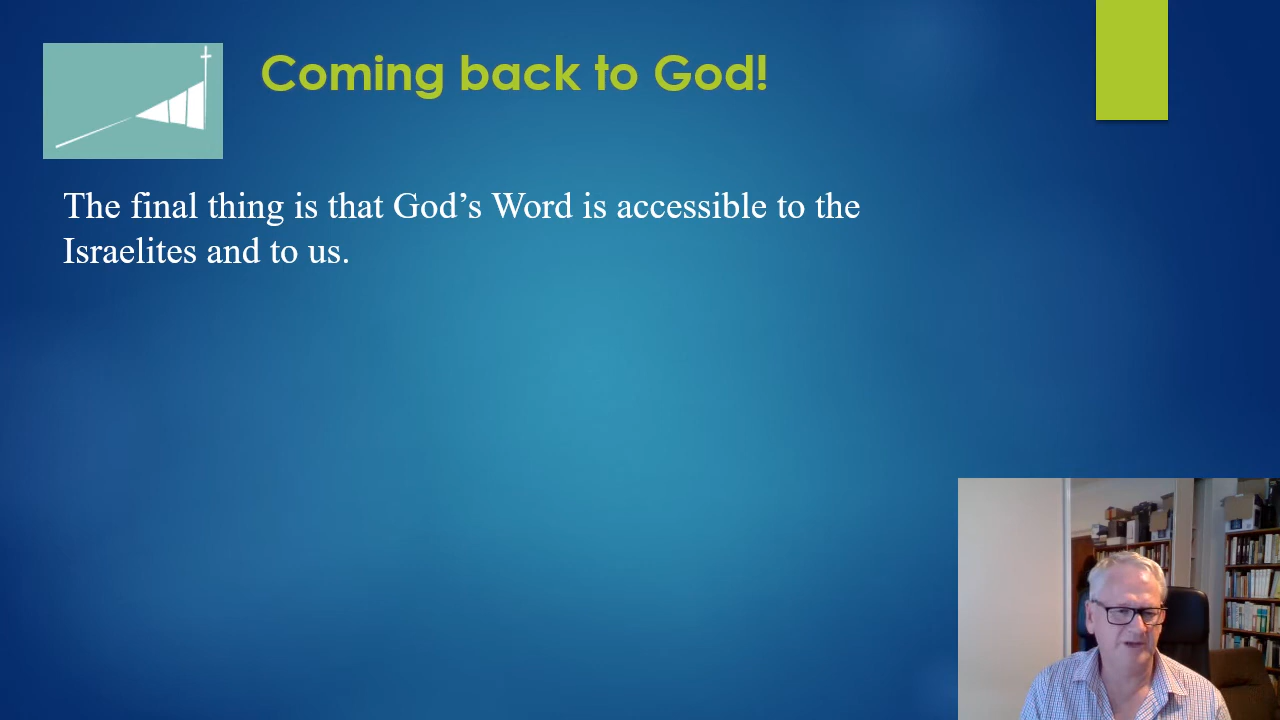 Coming back to God!
The final thing is that God’s Word is accessible to the
Israelites and to us.